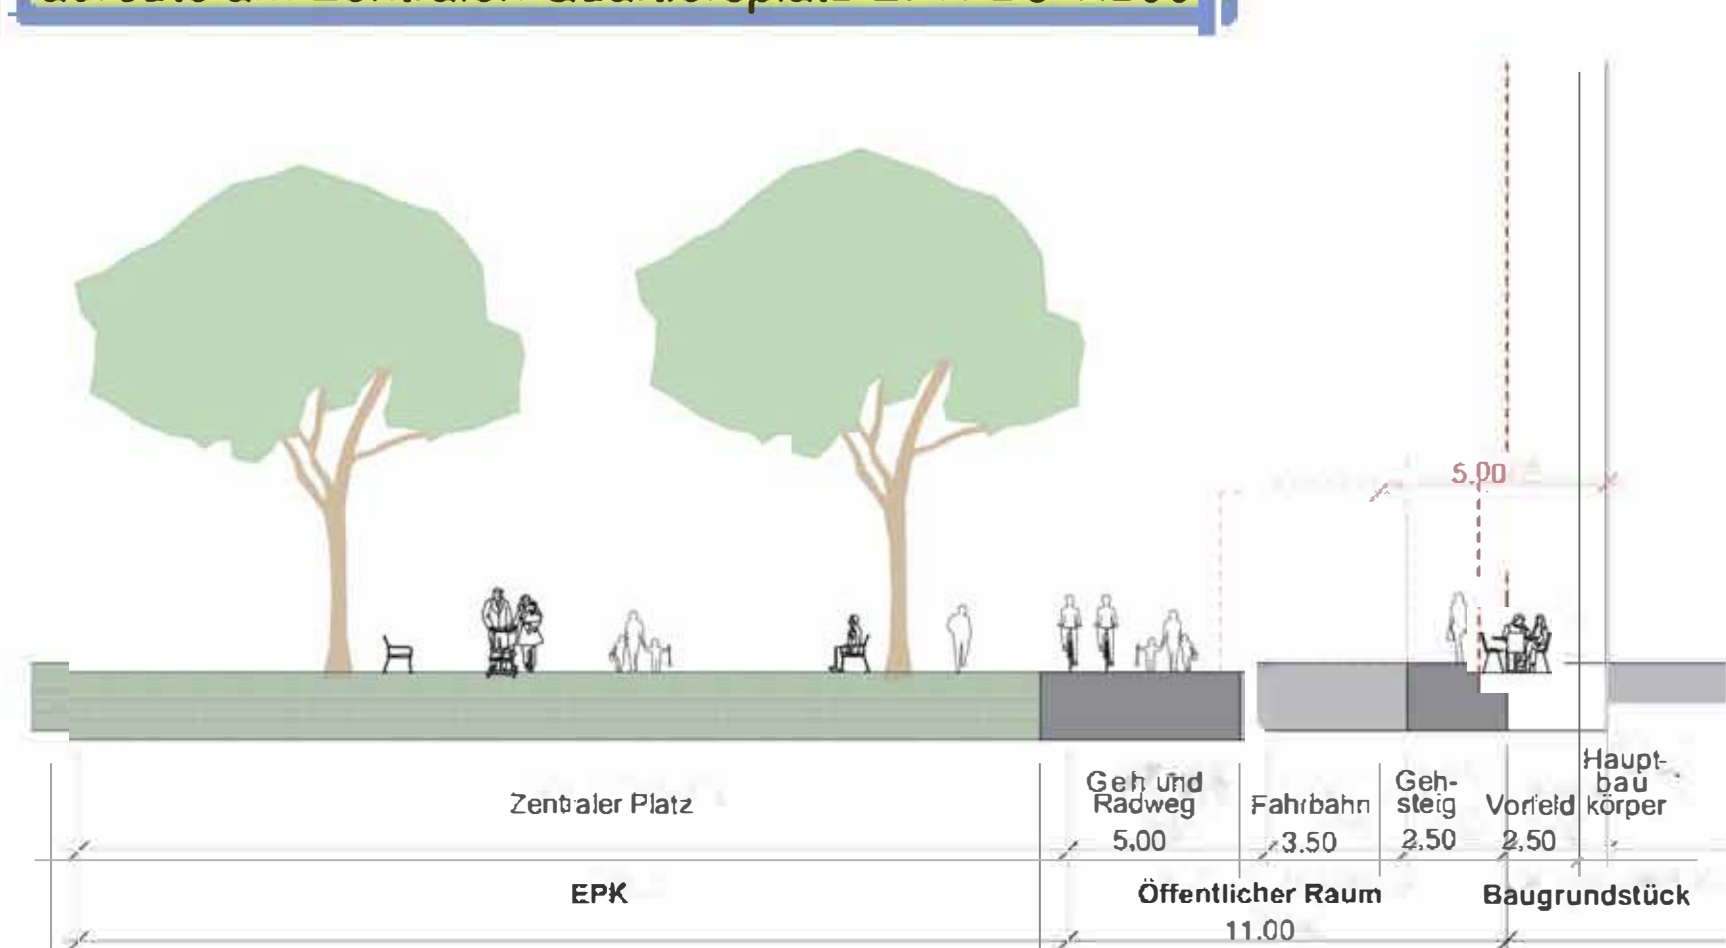 5.00
Zentraler Platz
Geh und
Radweg
5,00
Fahrbahn
3.50
Geh-
steig
2,50
Vorfeld
2,50
Haupt-
bau
körper
EPK
Öffentlicher Raum
11.00
Baugrundstück